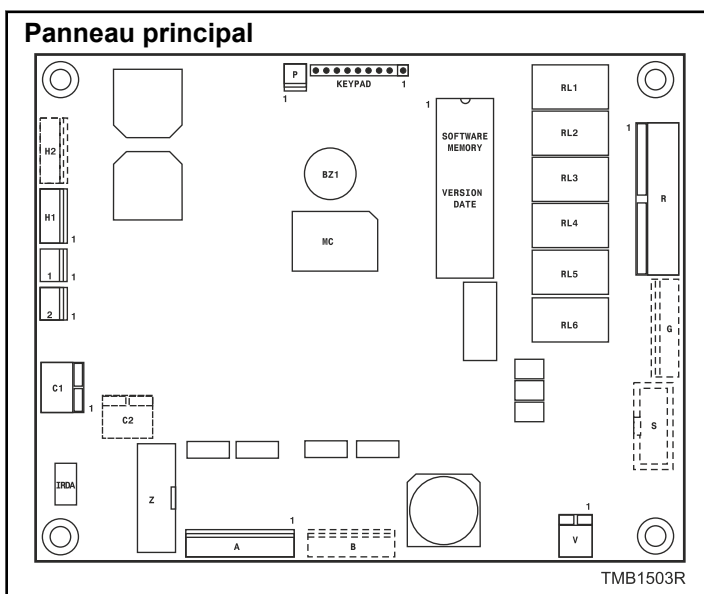 Panneau principal
P
1
KEYPAD
1
H2
H1
1
1
1
2
1
C1
1
C2
IRDA
Z
A
1
B
BZ1
MC
1
SOFTWARE
MEMORY
VERSION
DATE
RL1
RL2
RL3
RL4
RL5
RL6
1
R
G
S
1
V
TMB1503R